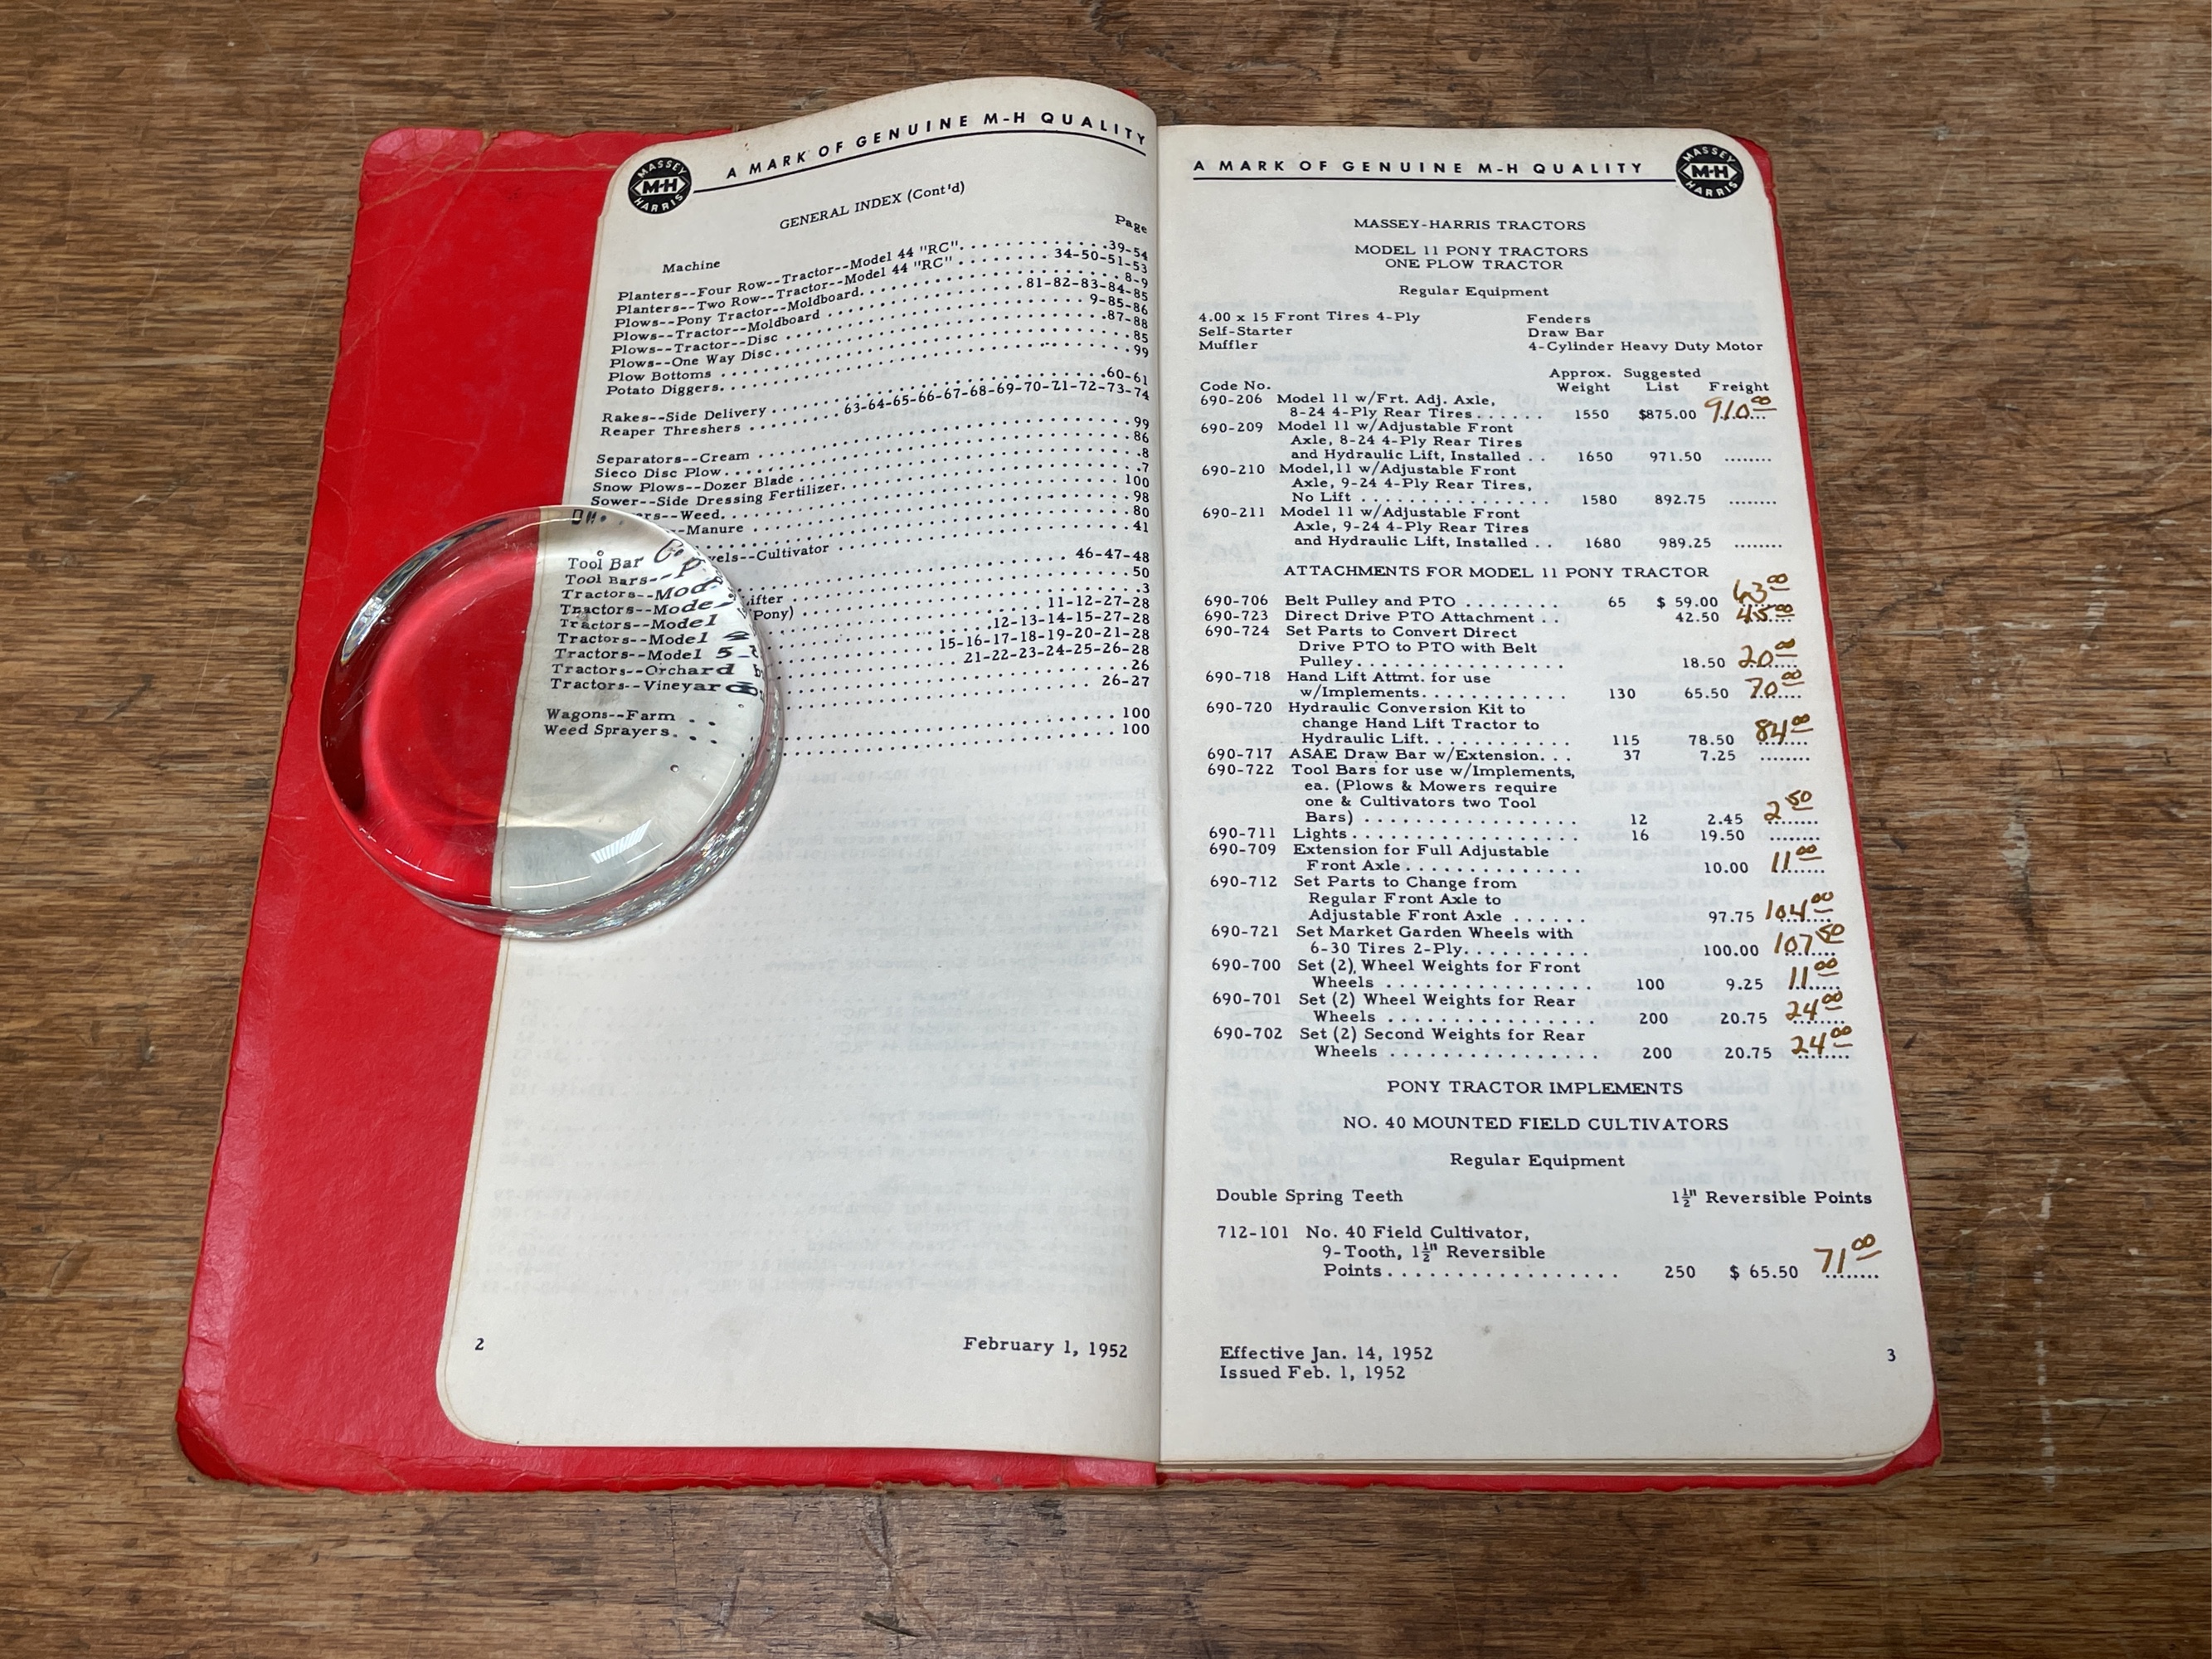 MASSEY M-H HARRIS
A MARK OF GENUINE M-H QUALITY
GENERAL INDEX (Cont'd)
Machine Page
Planters--Four Row--Tractor--Model 44 "RC". . . . . . . . . . . .39-54
Planters--Two Row--Tractor--Model 44 "RC" . . . . . . . . 34-50-51-53
Plows--Pony Tractor--Moldboard. . . . . . . . . . . . . . . . . 8-9
Plows--Tractor--Moldboard . . . . . . . . . . . . . 81-82-83-84-85
Plows--Tractor--Disc . . . . . . . . . . . . . . . . . . 9-85-86
Plows--One Way Disc. . . . . . . . . . . . . . . . . . . .87-88
Plow Bottoms . . . . . . . . . . . . . . . . . . . . . . . 85
Potato Diggers. . . . . . . . . . . . . . . . . . . . . . . 99
Rakes--Side Delivery . . . . . . . . . . . . . . . . . . .60-61
Reaper Threshers . . . . . . . 63-64-65-66-67-68-69-70-71-72-73-74
Separators--Cream . . . . . . . . . . . . . . . . . . . . . 99
Sieco Disc Plow. . . . . . . . . . . . . . . . . . . . . . . 86
Snow Plows--Dozer Blade . . . . . . . . . . . . . . . . . . .8
Sower--Side Dressing Fertilizer. . . . . . . . . . . . . . . .7
ers--Weed. . . . . . . . . . . . . . . . . . . . . . . 100
--Manure . . . . . . . . . . . . . . . . . . . . . . . 98
. . . . . . . . . . . . . . . . . . . . . . . 80
vels--Cultivator . . . . . . . . . . . . . . . . . . . . 41
Tool Bar . . . . . . . . . . 46-47-48
Tool Bars-- ifter . . . . . . . . . . . . . . 50
Tractors--Mod Pony) . . . . . . . . . . . . . . .3
Tractors--Mode . . . . . . . . . . 11-12-27-28
Tractors--Model . . . . . . . . .12-13-14-15-27-28
Tractors--Model . . . . . . 15-16-17-18-19-20-21-28
Tractors--Model 5 . . . . . . . 21-22-23-24-25-26-28
Tractors--Orchard . . . . . . . . . . . . . . . 26
Tractors--Vineyard . . . . . . . . . . . . . . 26-27
Wagons--Farm . . . . . . . . . . . . . . . . . . . 100
Weed Sprayers. . . . . . . . . . . . . . . . . . . 100
2 February 1, 1952
A MARK OF GENUINE M-H QUALITY
MASSEY M-H HARRIS
MASSEY-HARRIS TRACTORS
MODEL 11 PONY TRACTORS
ONE PLOW TRACTOR
Regular Equipment
4.00 x 15 Front Tires 4-Ply Fenders
Self-Starter Draw Bar
Muffler 4-Cylinder Heavy Duty Motor
Approx. Suggested
Code No. Weight List Freight
690-206 Model 11 w/Frt. Adj. Axle,
8-24 4-Ply Rear Tires . . . . . . 1550 $875.00 910.00
690-209 Model 11 w/Adjustable Front
Axle, 8-24 4-Ply Rear Tires
and Hydraulic Lift, Installed . . 1650 971.50 ........
690-210 Model,11 w/Adjustable Front
Axle, 9-24 4-Ply Rear Tires,
No Lift . . . . . . . . . . . . . . . . 1580 892.75 ........
690-211 Model 11 w/Adjustable Front
Axle, 9-24 4-Ply Rear Tires
and Hydraulic Lift, Installed . . 1680 989.25 ........
ATTACHMENTS FOR MODEL 11 PONY TRACTOR
690-706 Belt Pulley and PTO . . . . . . . . 65 $ 59.00 63.00
690-723 Direct Drive PTO Attachment . . 42.50 45.00
690-724 Set Parts to Convert Direct
Drive PTO to PTO with Belt
Pulley. . . . . . . . . . . . . . . . . 18.50 20.00
690-718 Hand Lift Attmt. for use
w/Implements. . . . . . . . . . . . 130 65.50 70.00
690-720 Hydraulic Conversion Kit to
change Hand Lift Tractor to
Hydraulic Lift. . . . . . . . . . . . 115 78.50 84.00
690-717 ASAE Draw Bar w/Extension. . . 37 7.25 ........
690-722 Tool Bars for use w/Implements,
ea. (Plows & Mowers require
one & Cultivators two Tool
Bars) . . . . . . . . . . . . . . . . . 12 2.45 2.50
690-711 Lights . . . . . . . . . . . . . . . . . . 16 19.50 ........
690-709 Extension for Full Adjustable
Front Axle . . . . . . . . . . . . . . 10.00 11.00
690-712 Set Parts to Change from
Regular Front Axle to
Adjustable Front Axle . . . . . . 97.75 104.00
690-721 Set Market Garden Wheels with
6-30 Tires 2-Ply. . . . . . . . . . 100.00 107.50
690-700 Set (2), Wheel Weights for Front
Wheels . . . . . . . . . . . . . . . . 100 9.25 11.00
690-701 Set (2) Wheel Weights for Rear
Wheels . . . . . . . . . . . . . . . . 200 20.75 24.00
690-702 Set (2) Second Weights for Rear
Wheels . . . . . . . . . . . . . . . . 200 20.75 24.00
PONY TRACTOR IMPLEMENTS
NO. 40 MOUNTED FIELD CULTIVATORS
Regular Equipment
Double Spring Teeth 1½" Reversible Points
712-101 No. 40 Field Cultivator,
9-Tooth, 1½" Reversible
Points . . . . . . . . . . . . . . . . . 250 $ 65.50 71.00
Effective Jan. 14, 1952 3
Issued Feb. 1, 1952